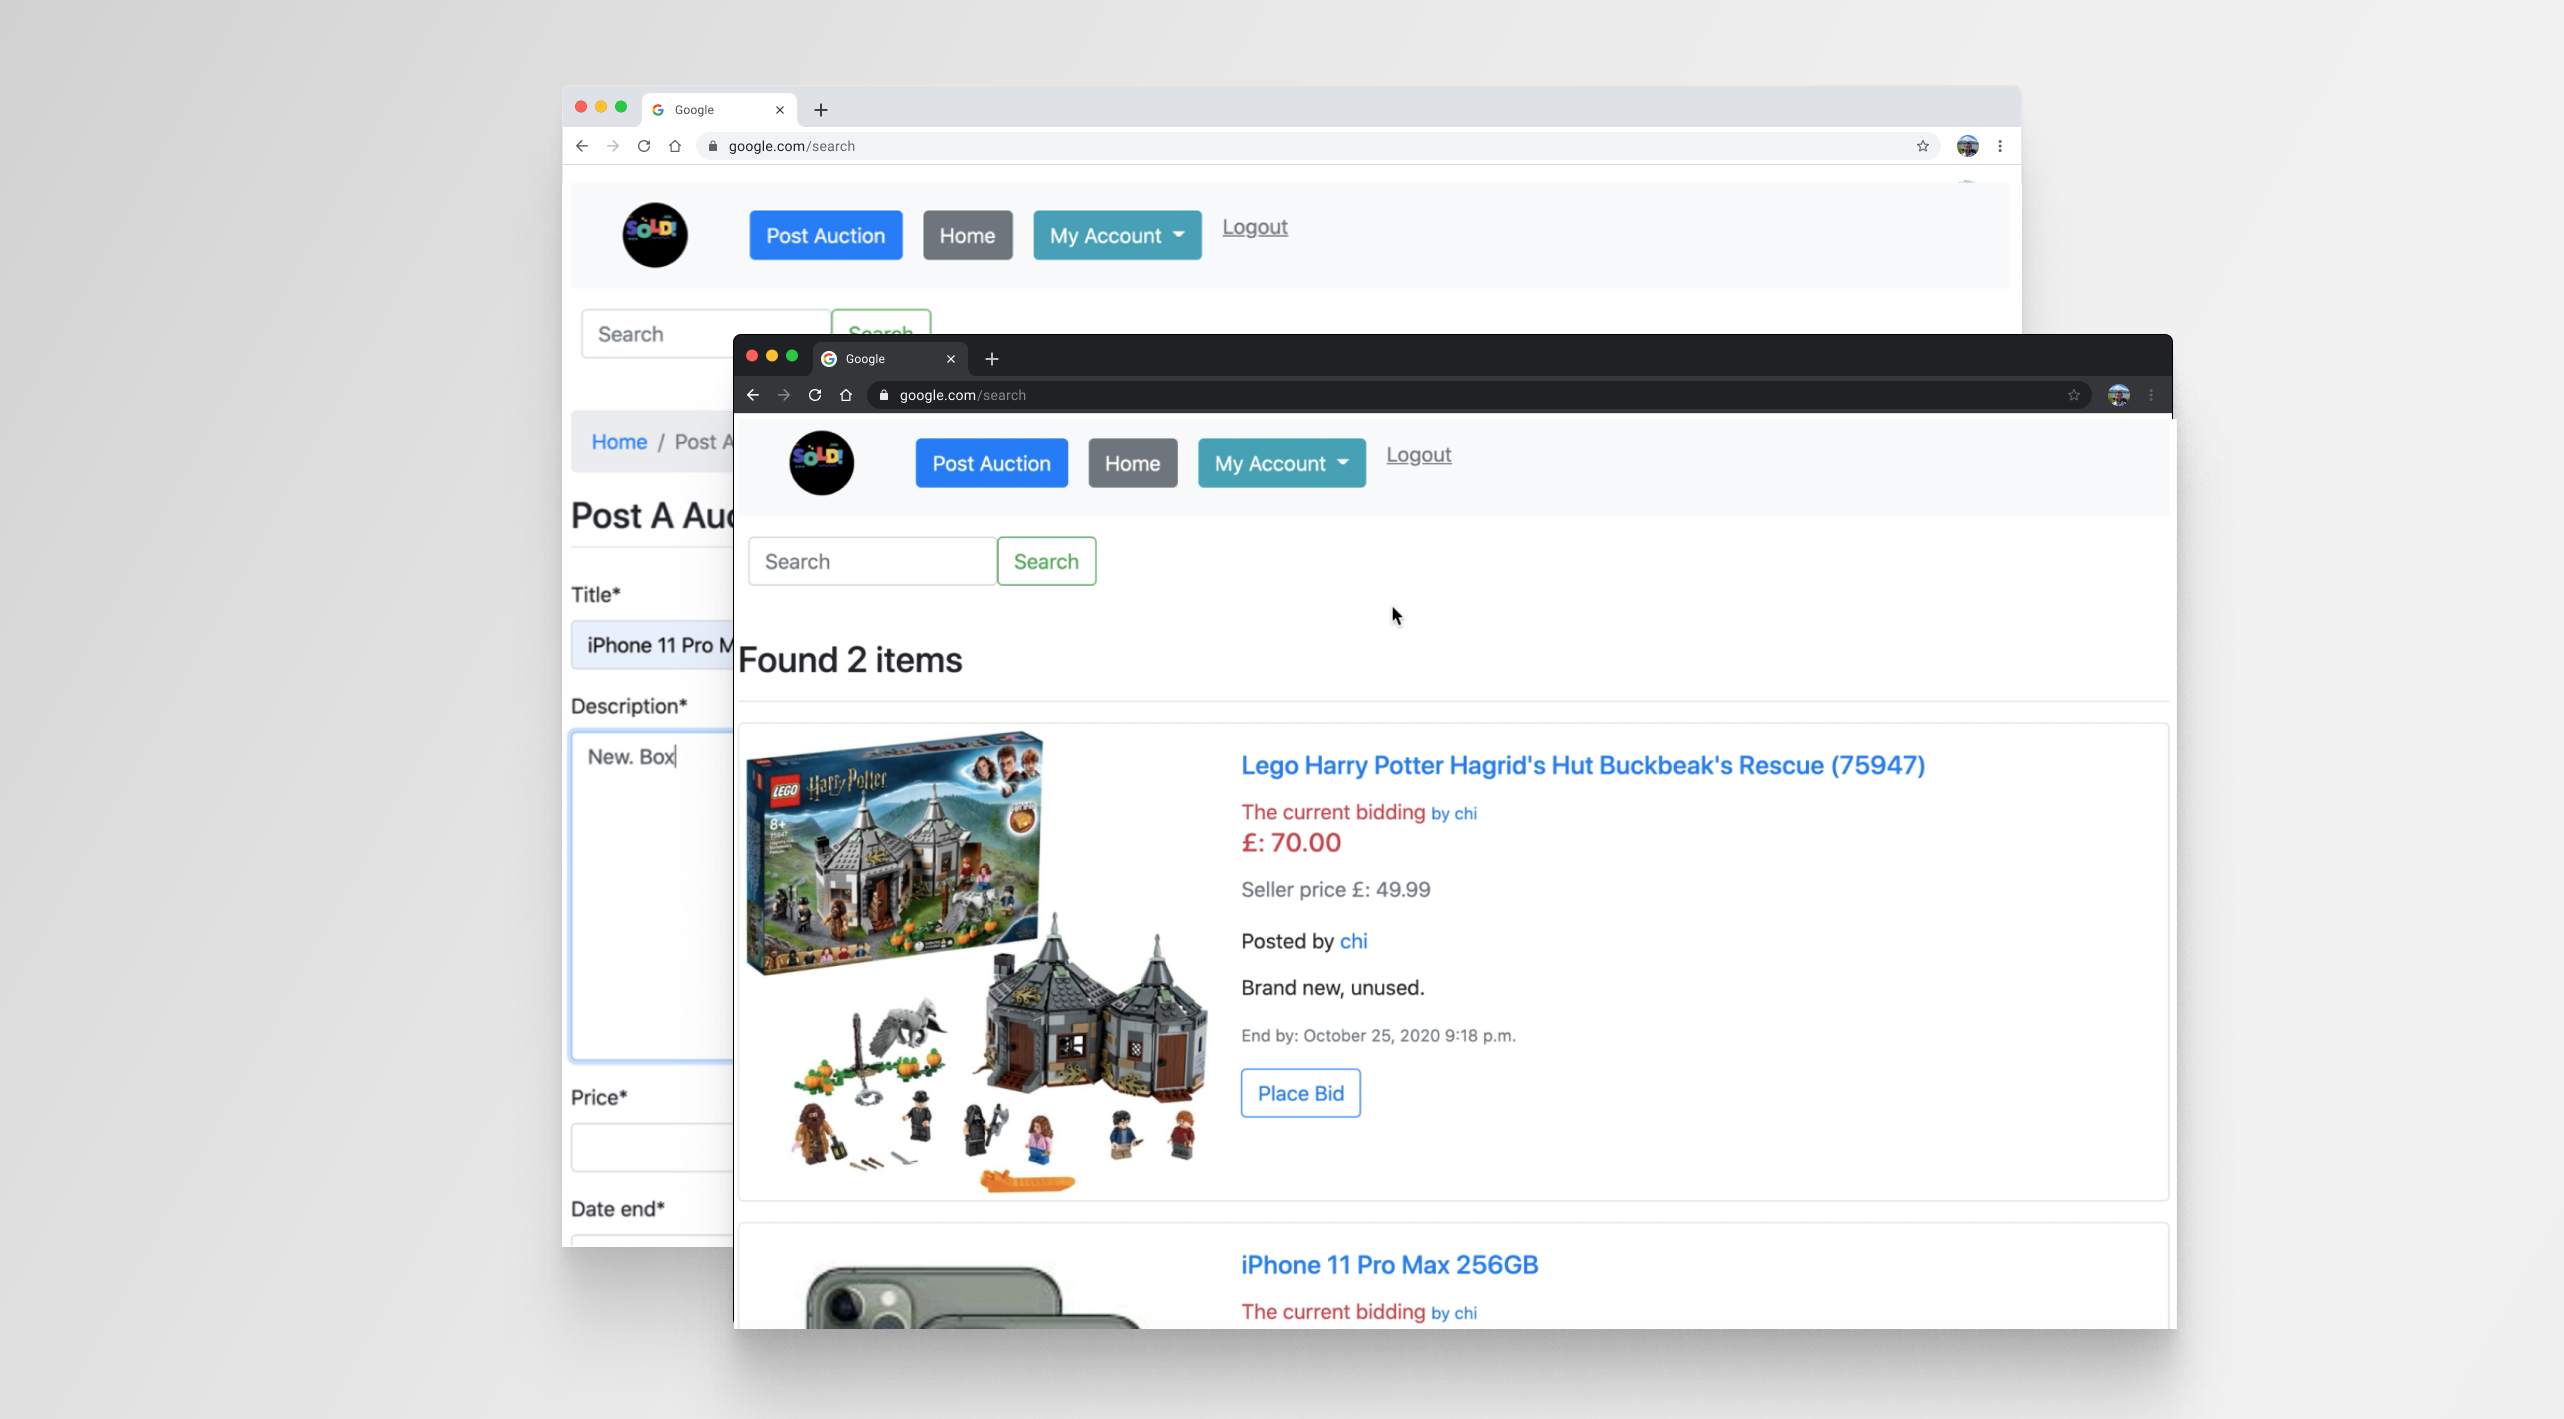 Google
google.com/search
SOLD!
Post Auction
Home
My Account
Logout
Search
Search
Home / Post A
Post A Auc
Title*
iPhone 11 Pro M
Description*
New. Box
Price*
Date end*
Google
google.com/search
SOLD!
Post Auction
Home
My Account
Logout
Search
Search
Found 2 items
LEGO Harry Potter
8+
75947
Lego Harry Potter Hagrid's Hut Buckbeak's Rescue (75947)
The current bidding by chi
£: 70.00
Seller price £: 49.99
Posted by chi
Brand new, unused.
End by: October 25, 2020 9:18 p.m.
Place Bid
iPhone 11 Pro Max 256GB
The current bidding by chi